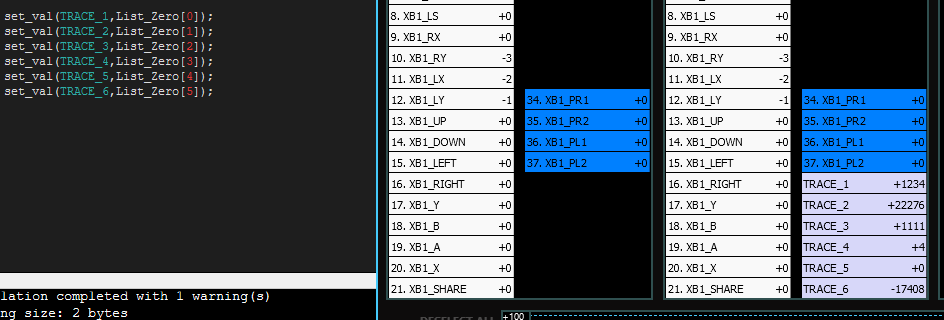 set_val(TRACE_1,List_Zero[0]);
set_val(TRACE_2,List_Zero[1]);
set_val(TRACE_3,List_Zero[2]);
set_val(TRACE_4,List_Zero[3]);
set_val(TRACE_5,List_Zero[4]);
set_val(TRACE_6,List_Zero[5]);
lation completed with 1 warning(s)
ng size: 2 bytes
8. XB1_LS +0
9. XB1_RX +0
10. XB1_RY -3
11. XB1_LX -2
12. XB1_LY -1 34. XB1_PR1 +0
13. XB1_UP +0 35. XB1_PR2 +0
14. XB1_DOWN +0 36. XB1_PL1 +0
15. XB1_LEFT +0 37. XB1_PL2 +0
16. XB1_RIGHT +0
17. XB1_Y +0
18. XB1_B +0
19. XB1_A +0
20. XB1_X +0
21. XB1_SHARE +0
8. XB1_LS +0
9. XB1_RX +0
10. XB1_RY -3
11. XB1_LX -2
12. XB1_LY -1 34. XB1_PR1 +0
13. XB1_UP +0 35. XB1_PR2 +0
14. XB1_DOWN +0 36. XB1_PL1 +0
15. XB1_LEFT +0 37. XB1_PL2 +0
16. XB1_RIGHT +0 TRACE_1 +1234
17. XB1_Y +0 TRACE_2 +22276
18. XB1_B +0 TRACE_3 +1111
19. XB1_A +0 TRACE_4 +4
20. XB1_X +0 TRACE_5 +0
21. XB1_SHARE +0 TRACE_6 -17408
DESELECT ALL +100